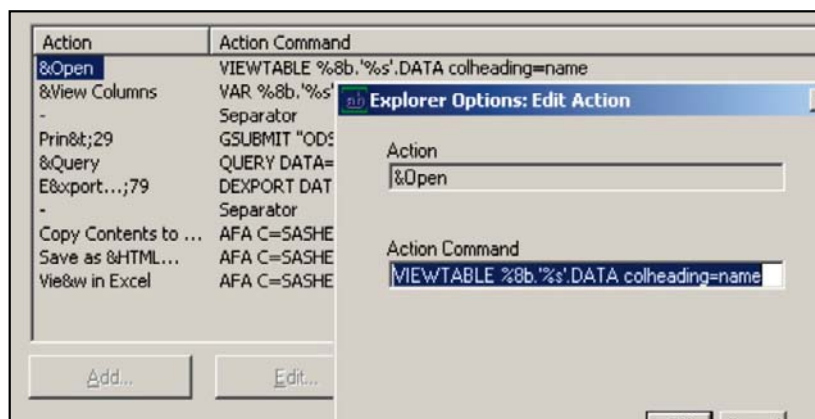 Action Action Command
&Open VIEWTABLE %8b.'%s'.DATA colheading=name
&View Columns VAR %8b.'%s'
- Separator
Prin&t;29 GSUBMIT "ODS
&Query QUERY DATA=
E&xport...;79 DEXPORT DAT
- Separator
Copy Contents to ... AFA C=SASHE
Save as &HTML... AFA C=SASHE
Vie&w in Excel AFA C=SASHE
Add... Edit...
Explorer Options: Edit Action
Action
&Open
Action Command
VIEWTABLE %8b.'%s'.DATA colheading=name